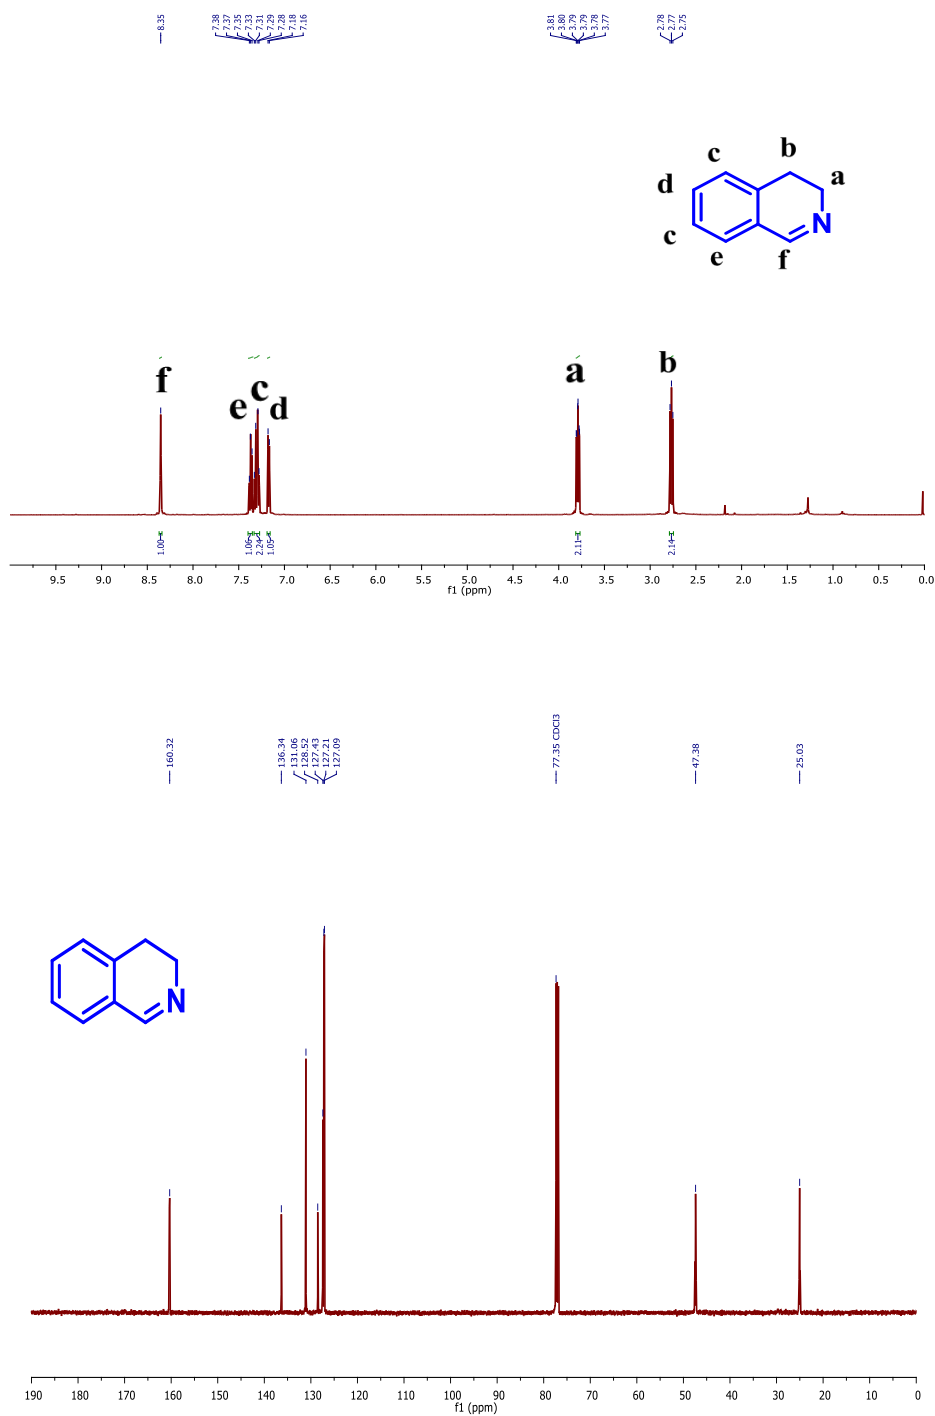 8.35
7.38
7.37
7.35
7.33
7.31
7.29
7.28
7.18
7.16
3.81
3.80
3.79
3.79
3.78
3.77
2.78
2.77
2.75
c
b
d
a
N
c
e
f
f
e
c
d
a
b
1.00
1.06
2.24
1.05
2.11
2.14
9.5 9.0 8.5 8.0 7.5 7.0 6.5 6.0 5.5 5.0 4.5 4.0 3.5 3.0 2.5 2.0 1.5 1.0 0.5 0.0
f1 (ppm)
160.32
136.34
131.06
128.52
127.43
127.21
127.09
77.35 CDCl3
47.38
25.03
N
190 180 170 160 150 140 130 120 110 100 90 80 70 60 50 40 30 20 10 0
f1 (ppm)